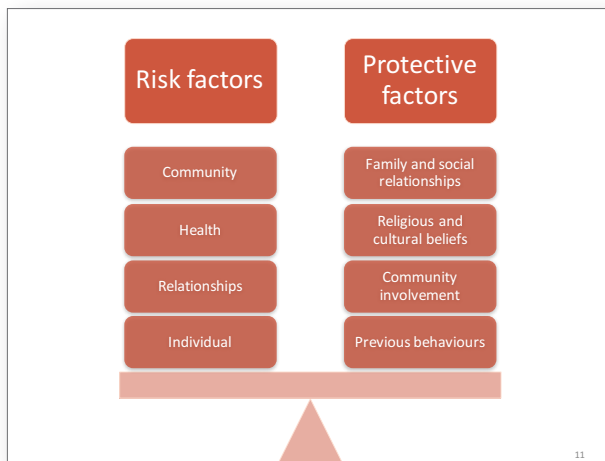 Risk factors
Protective
factors
Community
Family and social
relationships
Health
Religious and
cultural beliefs
Relationships
Community
involvement
Individual
Previous behaviours
11